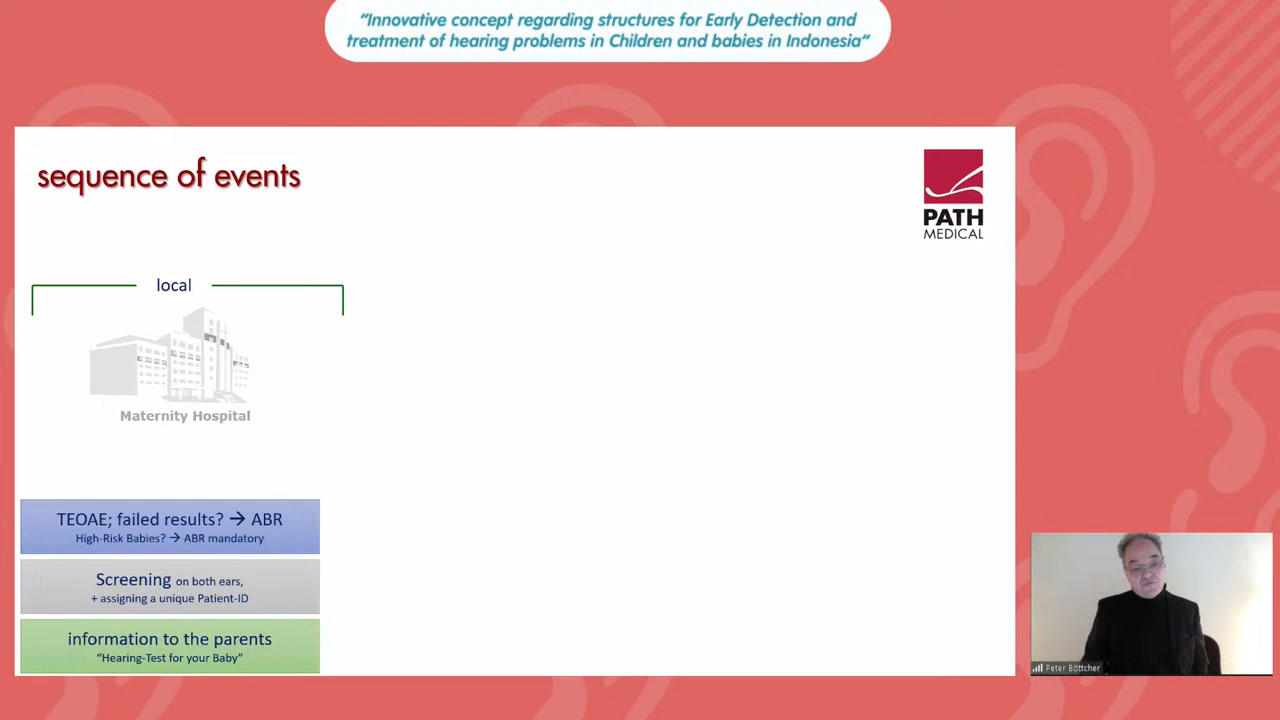 “Innovative concept regarding structures for Early Detection and
treatment of hearing problems in Children and babies in Indonesia”
sequence of events
PATH
MEDICAL
local
Maternity Hospital
TEOAE; failed results? → ABR
High-Risk Babies? → ABR mandatory
Screening on both ears,
+ assigning a unique Patient-ID
information to the parents
“Hearing-Test for your Baby”
Peter Böttcher